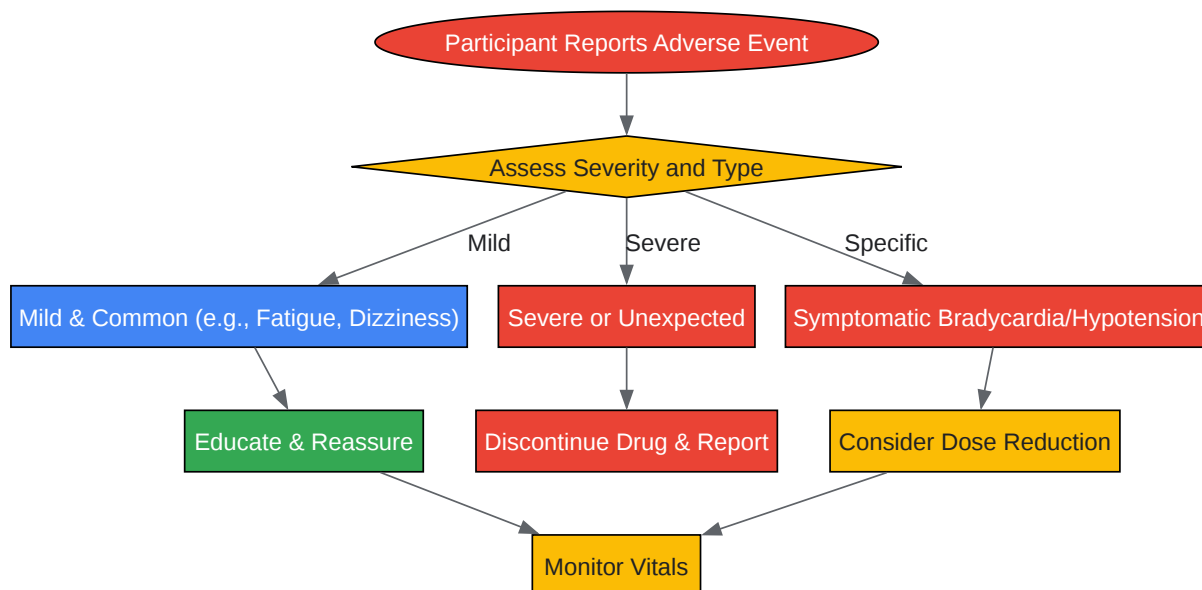 Participant Reports Adverse Event
Assess Severity and Type
Mild
Severe
Specific
Mild & Common (e.g., Fatigue, Dizziness)
Severe or Unexpected
Symptomatic Bradycardia/Hypotension
Educate & Reassure
Discontinue Drug & Report
Consider Dose Reduction
Monitor Vitals